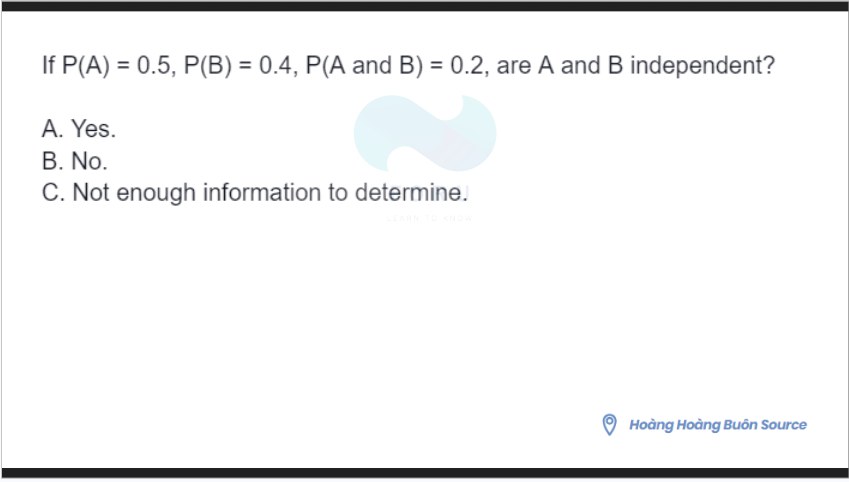 If P(A) = 0.5, P(B) = 0.4, P(A and B) = 0.2, are A and B independent?
A. Yes.
B. No.
C. Not enough information to determine.
Hoàng Hoàng Buôn Source